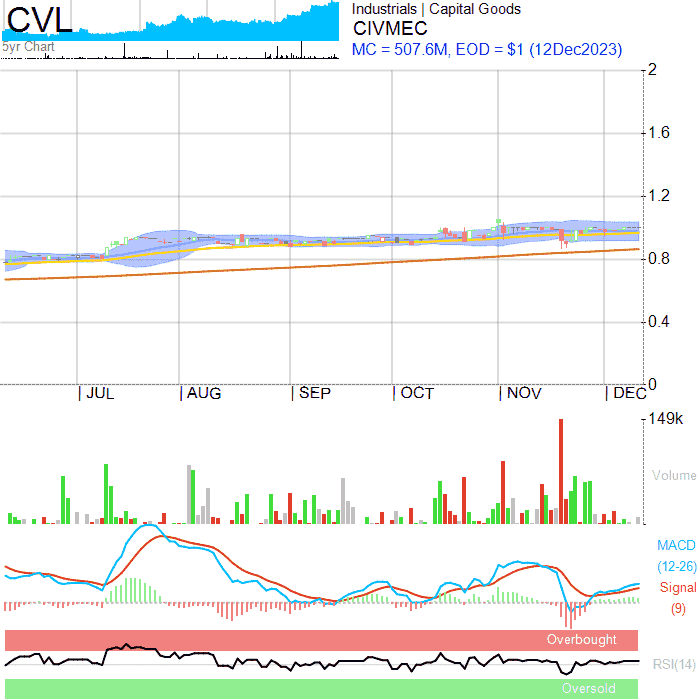 CVL
5yr Chart
Industrials | Capital Goods
CIVMEC
MC = 507.6M, EOD = $1 (12Dec2023)
2
1.6
1.2
0.8
0.4
0
| JUL | AUG | SEP | OCT | NOV | DEC
149k
Volume
MACD
(12-26)
Signal
(9)
Overbought
RSI(14)
Oversold